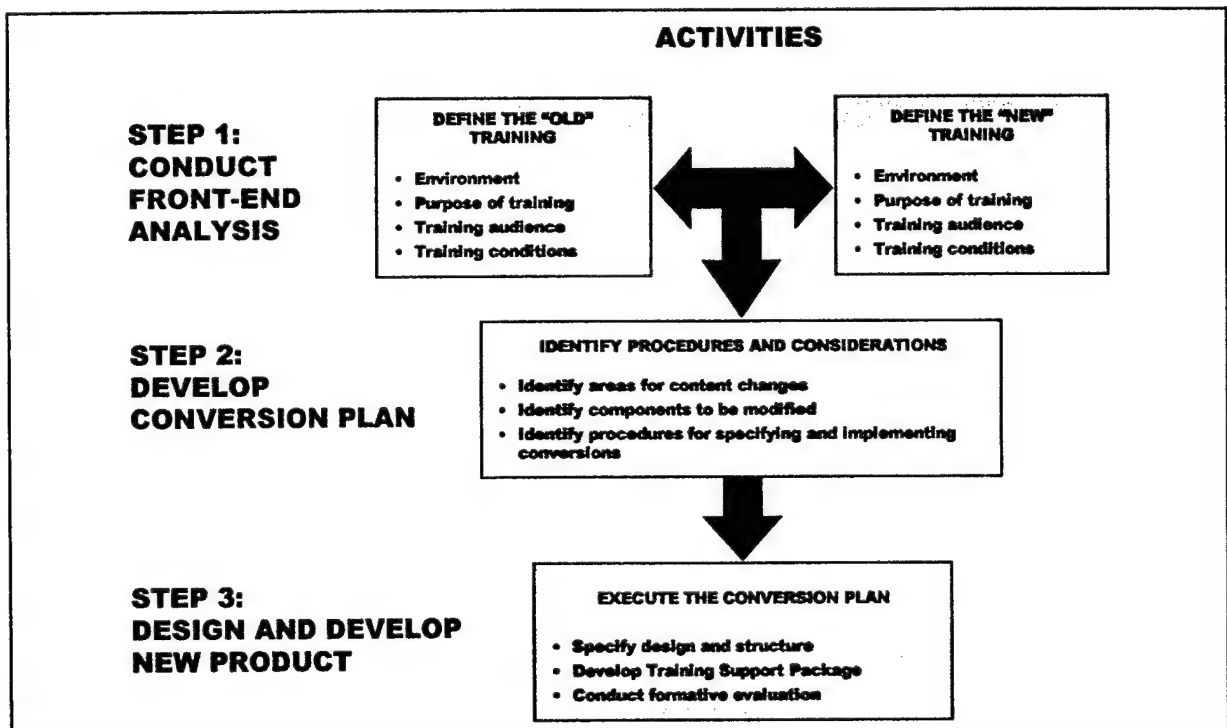 ACTIVITIES
STEP 1:
CONDUCT
FRONT-END
ANALYSIS
DEFINE THE "OLD"
TRAINING
• Environment
• Purpose of training
• Training audience
• Training conditions
DEFINE THE "NEW"
TRAINING
• Environment
• Purpose of training
• Training audience
• Training conditions
STEP 2:
DEVELOP
CONVERSION PLAN
IDENTIFY PROCEDURES AND CONSIDERATIONS
• Identify areas for content changes
• Identify components to be modified
• Identify procedures for specifying and implementing
conversions
STEP 3:
DESIGN AND DEVELOP
NEW PRODUCT
EXECUTE THE CONVERSION PLAN
• Specify design and structure
• Develop Training Support Package
• Conduct formative evaluation